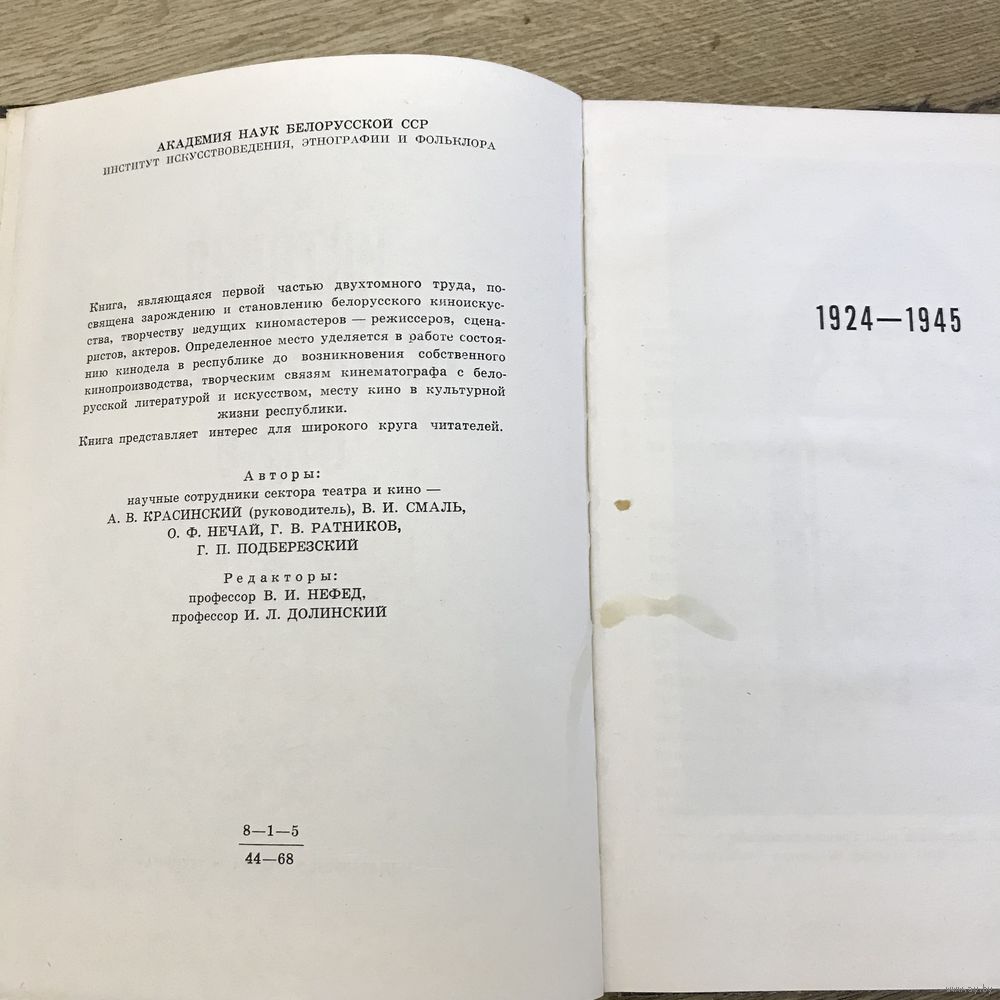 АКАДЕМИЯ НАУК БЕЛОРУССКОЙ ССР
ИНСТИТУТ ИСКУССТВОВЕДЕНИЯ, ЭТНОГРАФИИ И ФОЛЬКЛОРА
Книга, являющаяся первой частью двухтомного труда, по-
священа зарождению и становлению белорусского киноискус-
ства, творчеству ведущих киномастеров — режиссеров, сцена-
ристов, актеров. Определенное место уделяется в работе состоя-
нию кинодела в республике до возникновения собственного
кинопроизводства, творческим связям кинематографа с бело-
русской литературой и искусством, месту кино в культурной
жизни республики.
Книга представляет интерес для широкого круга читателей.
Авторы:
научные сотрудники сектора театра и кино —
А. В. КРАСИНСКИЙ (руководитель), В. И. СМАЛЬ,
О. Ф. НЕЧАЙ, Г. В. РАТНИКОВ,
Г. П. ПОДБЕРЕЗСКИЙ
Редакторы:
профессор В. И. НЕФЕД,
профессор И. Л. ДОЛИНСКИЙ
8—1—5
44—68
1924—1945
www.ay.by